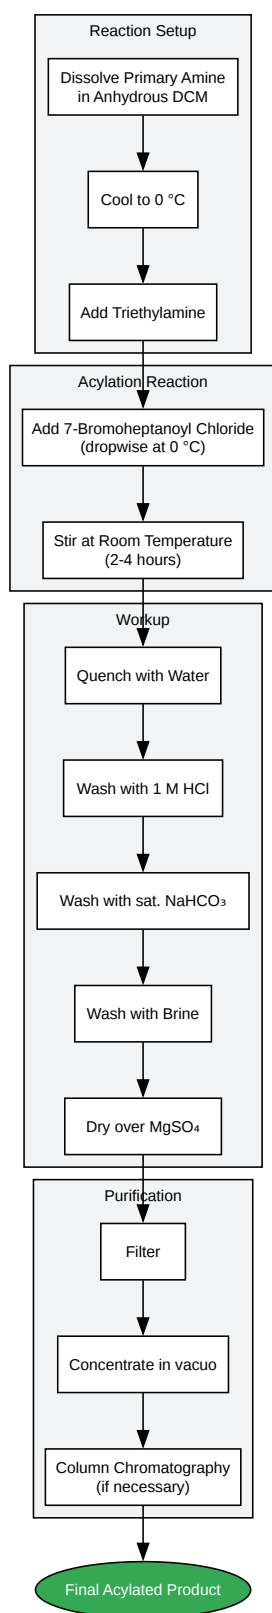 Reaction Setup
Dissolve Primary Amine
in Anhydrous DCM
Cool to 0 °C
Add Triethylamine
Acylation Reaction
Add 7-Bromoheptanoyl Chloride
(dropwise at 0 °C)
Stir at Room Temperature
(2-4 hours)
Workup
Quench with Water
Wash with 1 M HCl
Wash with sat. NaHCO₃
Wash with Brine
Dry over MgSO₄
Purification
Filter
Concentrate in vacuo
Column Chromatography
(if necessary)
Final Acylated Product